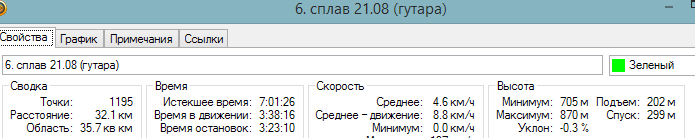 6. сплав 21.08 (гутара)
Свойства График Примечания Ссылки
6. сплав 21.08 (гутара) Зеленый
Сводка Время Скорость Высота
Точки: 1195 Истекшее время: 7:01:26 Среднее: 4.6 км/ч Минимум: 705 м Подъем: 202 м
Расстояние: 32.1 км Время в движении: 3:38:16 Среднее - движение: 8.8 км/ч Максимум: 870 м Спуск: 299 м
Область: 35.7 кв км Время остановок: 3:23:10 Минимум: 0.0 км/ч Уклон: -0.3 %